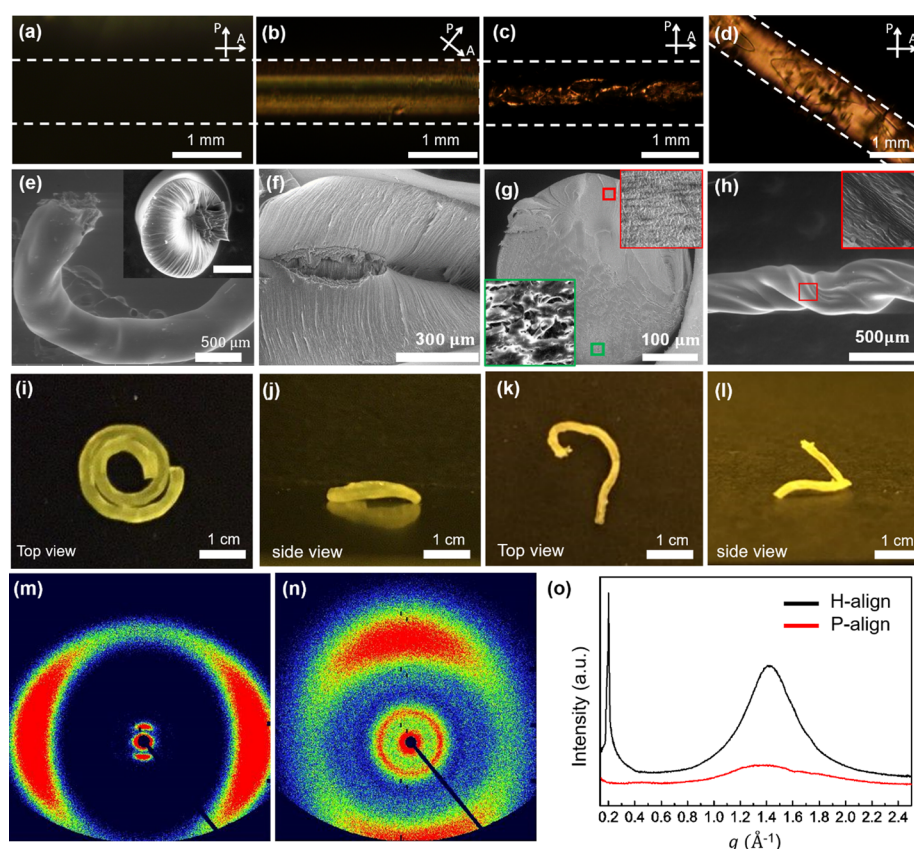 (a)
P
A
1 mm
(b)
P
A
1 mm
(c)
P
A
1 mm
(d)
P
A
1 mm
(e)
500 μm
(f)
300 μm
(g)
100 μm
(h)
500μm
(i)
Top view
1 cm
(j)
side view
1 cm
(k)
Top view
1 cm
(l)
side view
1 cm
(m)
(n)
(o)
H-align
P-align
Intensity (a.u.)
0.2 0.4 0.6 0.8 1.0 1.2 1.4 1.6 1.8 2.0 2.2 2.4
q (Å-1)